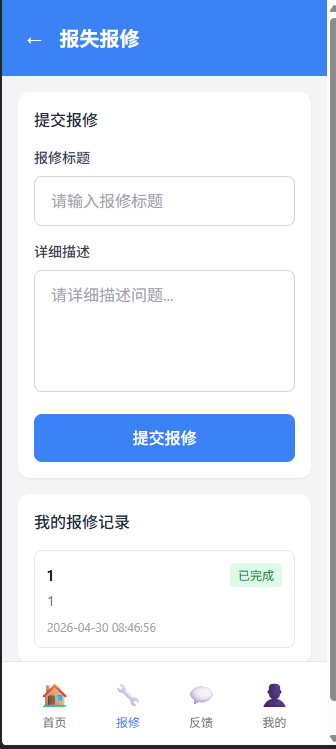 ← 报失报修
提交报修
报修标题
请输入报修标题
详细描述
请详细描述问题...
提交报修
我的报修记录
1 已完成
1
2026-04-30 08:46:56
首页 报修 反馈 我的